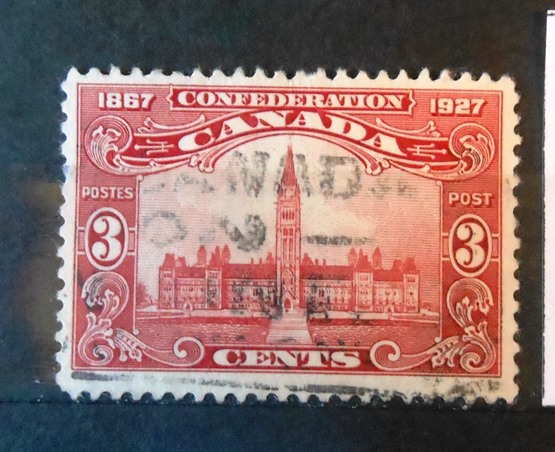 1867 CONFEDERATION 1927
CANADA
POSTES POST
3 3
CENTS